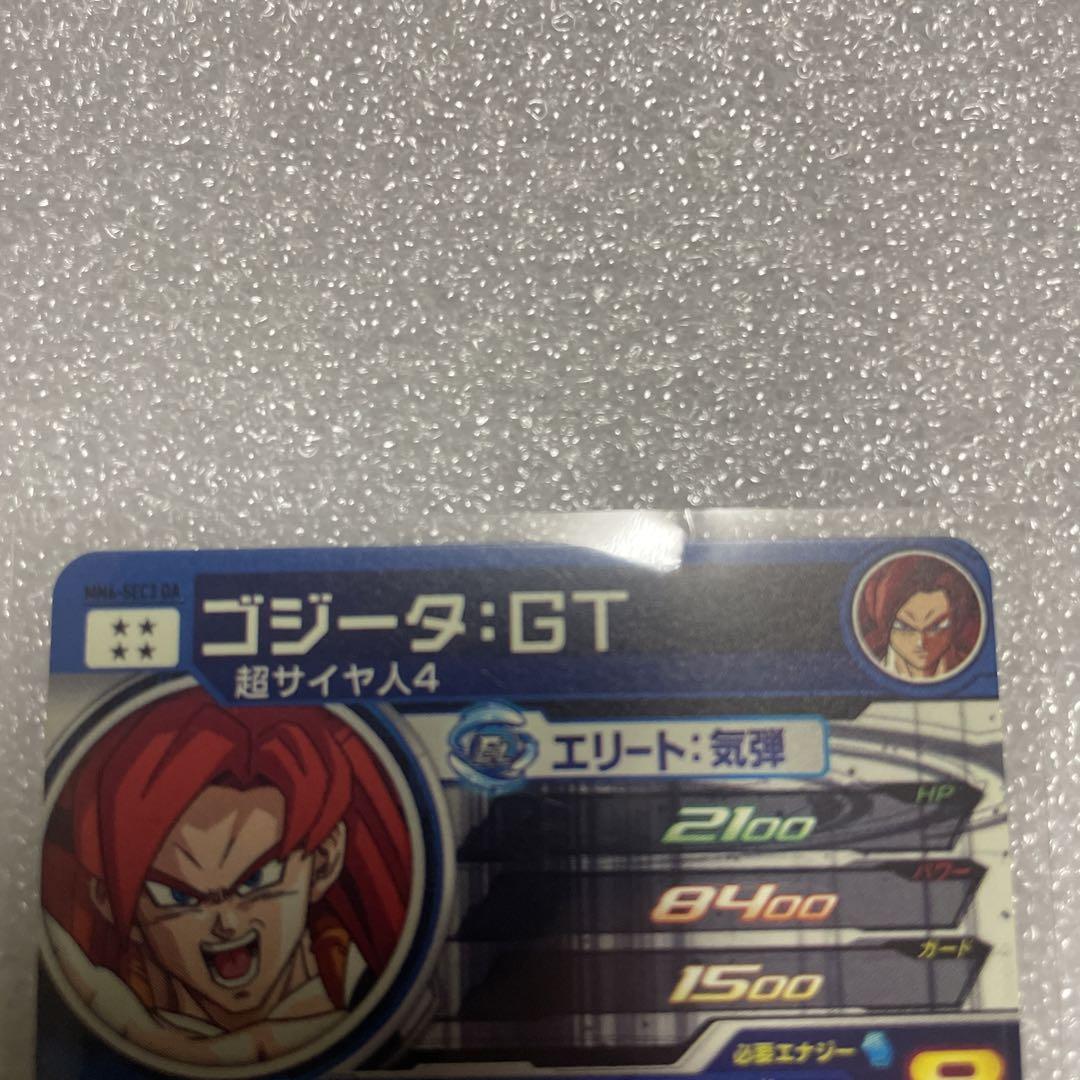 MM4-SEC3 DA
ゴジータ:GT
超サイヤ人4
エリート:気弾
HP
2100
パワー
8400
ガード
1500
必要エナジー